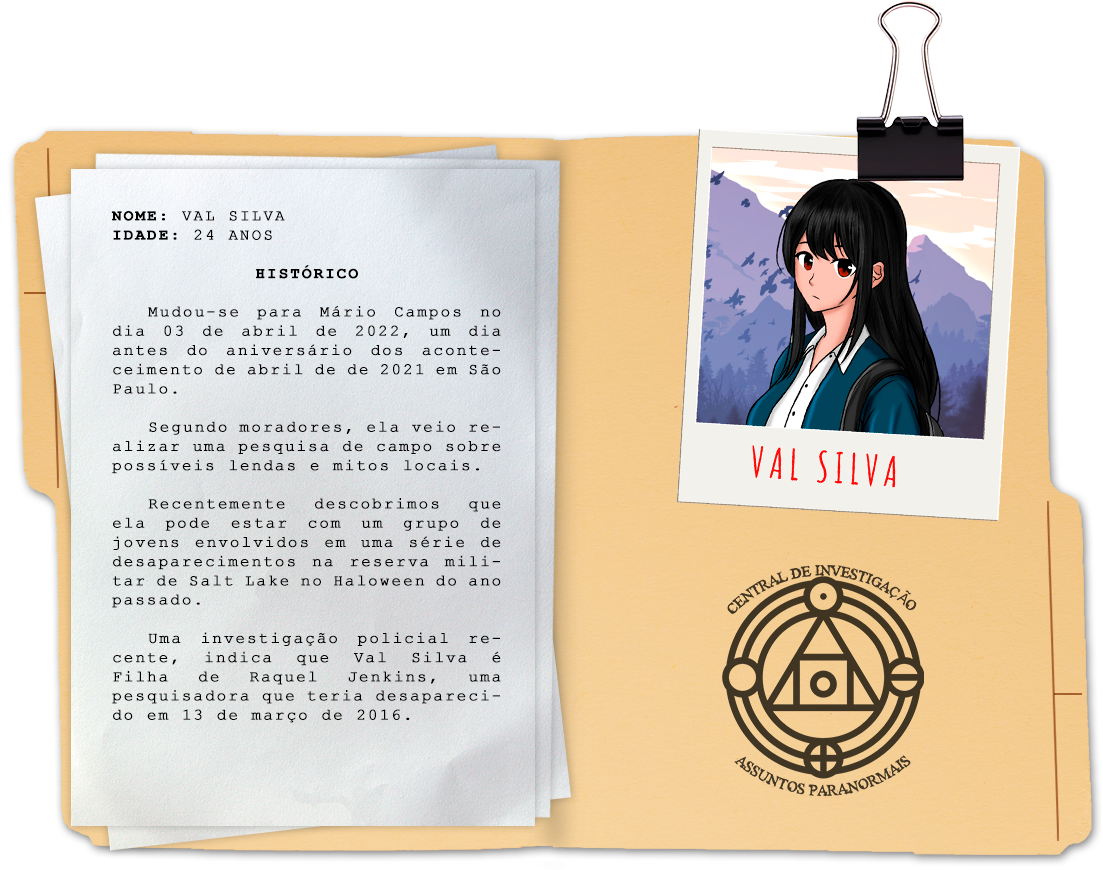 NOME: VAL SILVA
IDADE: 24 ANOS
HISTÓRICO
Mudou-se para Mário Campos no
dia 03 de abril de 2022, um dia
antes do aniversário dos aconte-
ceimento de abril de de 2021 em São
Paulo.
Segundo moradores, ela veio re-
alizar uma pesquisa de campo sobre
possíveis lendas e mitos locais.
Recentemente descobrimos que
ela pode estar com um grupo de
jovens envolvidos em uma série de
desaparecimentos na reserva mili-
tar de Salt Lake no Haloween do ano
passado.
Uma investigação policial re-
cente, indica que Val Silva é
Filha de Raquel Jenkins, uma
pesquisadora que teria desapareci-
do em 13 de março de 2016.
VAL SILVA
CENTRAL DE INVESTIGAÇÃO
ASSUNTOS PARANORMAIS